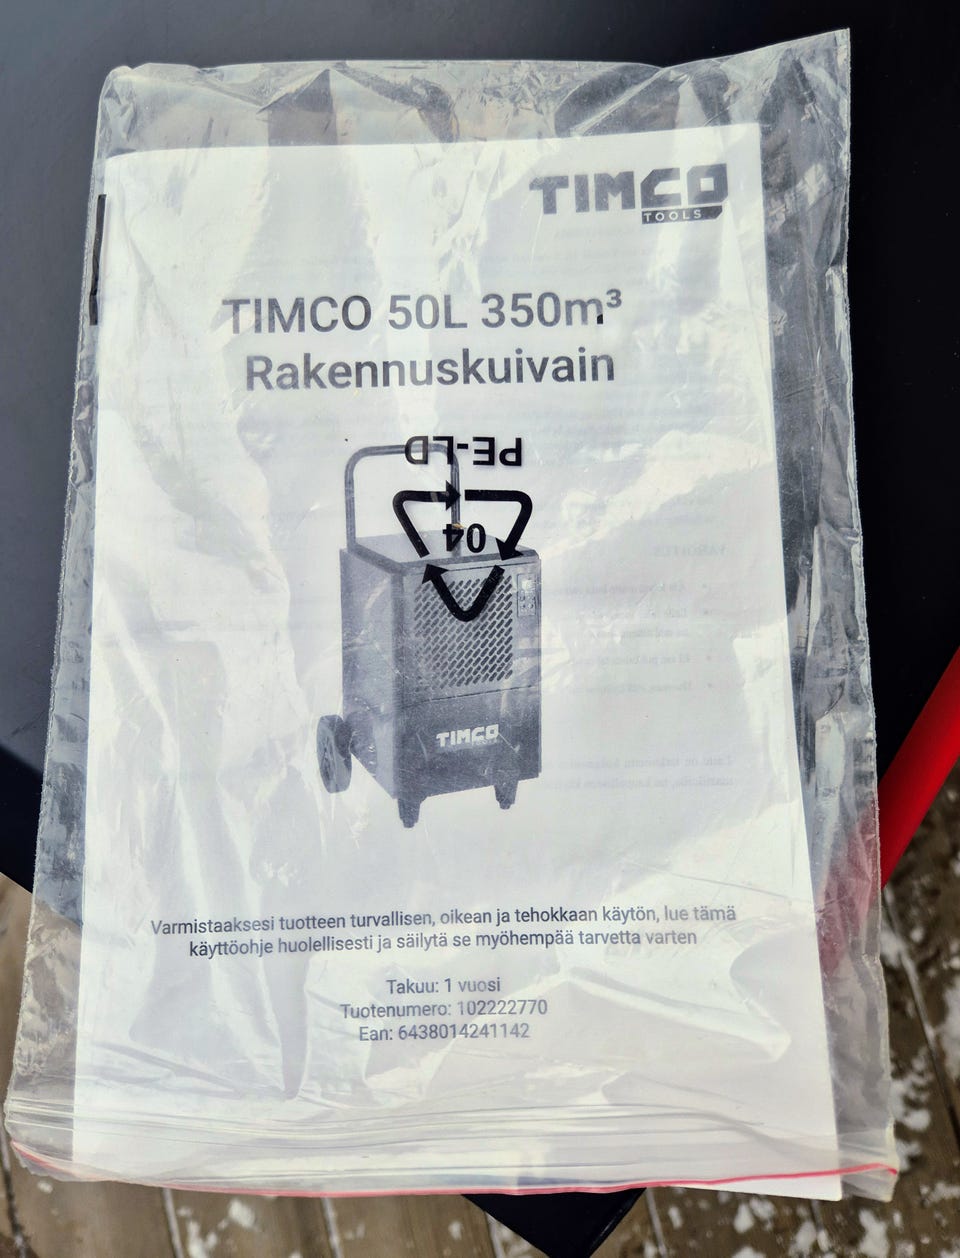 TIMCO
TOOLS
TIMCO 50L 350m³
Rakennuskuivain
PE-LD
04
TIMCO
TOOLS
Varmistaaksesi tuotteen turvallisen, oikean ja tehokkaan käytön, lue tämä
käyttöohje huolellisesti ja säilytä se myöhempää tarvetta varten
Takuu: 1 vuosi
Tuotenumero: 102222770
Ean: 6438014241142